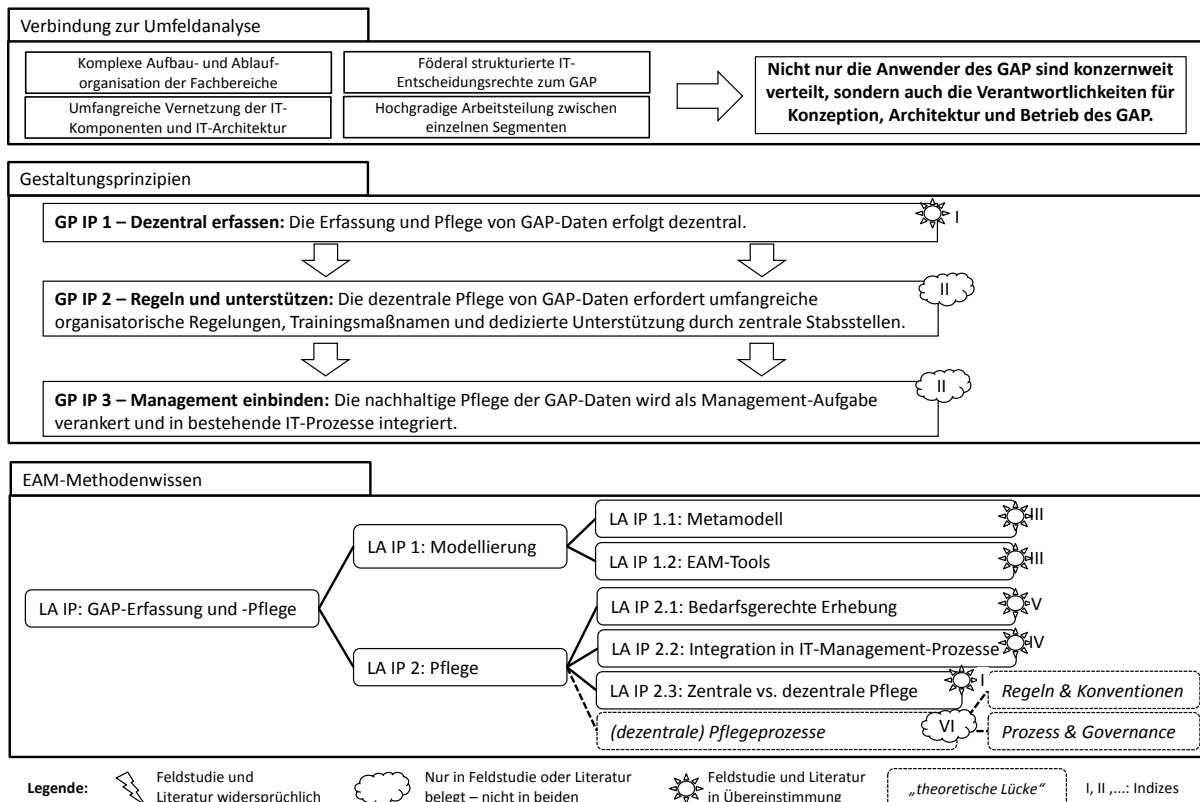 Verbindung zur Umfeldanalyse
Komplexe Aufbau- und Ablauf-
organisation der Fachbereiche
Föderal strukturierte IT-
Entscheidungsrechte zum GAP
Umfangreiche Vernetzung der IT-
Komponenten und IT-Architektur
Hochgradige Arbeitsteilung zwischen
einzelnen Segmenten
Nicht nur die Anwender des GAP sind konzernweit
verteilt, sondern auch die Verantwortlichkeiten für
Konzeption, Architektur und Betrieb des GAP.
Gestaltungsprinzipien
GP IP 1 – Dezentral erfassen: Die Erfassung und Pflege von GAP-Daten erfolgt dezentral.
I
GP IP 2 – Regeln und unterstützen: Die dezentrale Pflege von GAP-Daten erfordert umfangreiche
organisatorische Regelungen, Trainingsmaßnamen und dedizierte Unterstützung durch zentrale Stabsstellen.
II
GP IP 3 – Management einbinden: Die nachhaltige Pflege der GAP-Daten wird als Management-Aufgabe
verankert und in bestehende IT-Prozesse integriert.
II
EAM-Methodenwissen
LA IP: GAP-Erfassung und -Pflege
LA IP 1: Modellierung
LA IP 1.1: Metamodell
III
LA IP 1.2: EAM-Tools
III
LA IP 2: Pflege
LA IP 2.1: Bedarfsgerechte Erhebung
V
LA IP 2.2: Integration in IT-Management-Prozesse
IV
LA IP 2.3: Zentrale vs. dezentrale Pflege
I
(dezentrale) Pflegeprozesse
VI
Regeln & Konventionen
Prozess & Governance
Legende:
Feldstudie und
Literatur widersprüchlich
Nur in Feldstudie oder Literatur
belegt – nicht in beiden
Feldstudie und Literatur
in Übereinstimmung
„theoretische Lücke“
I, II ,...: Indizes